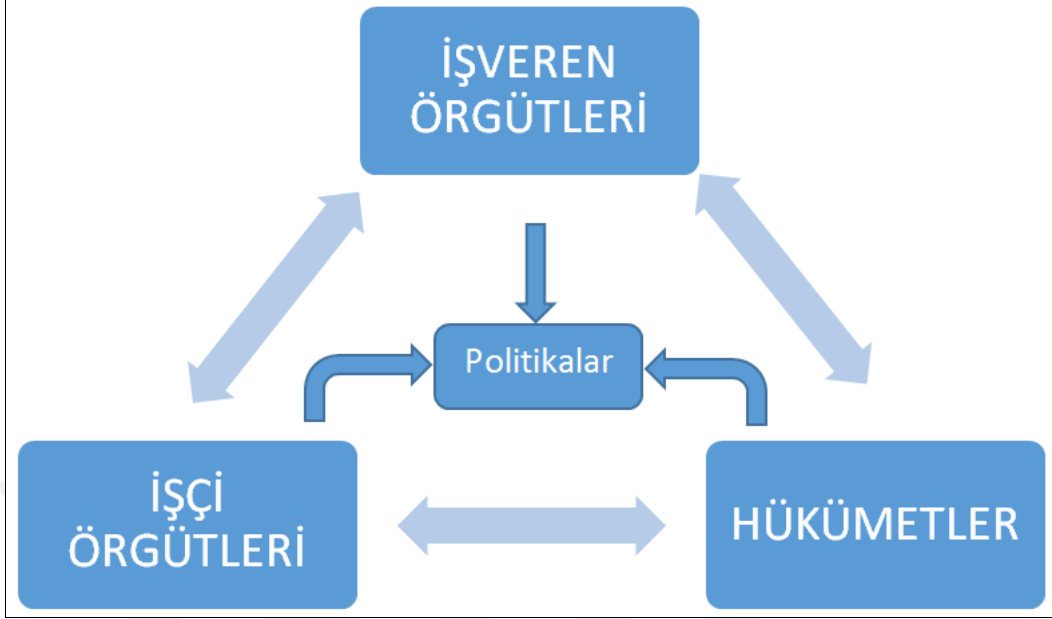 İŞVEREN
ÖRGÜTLERİ
Politikalar
İŞÇİ
ÖRGÜTLERİ
HÜKÜMETLER